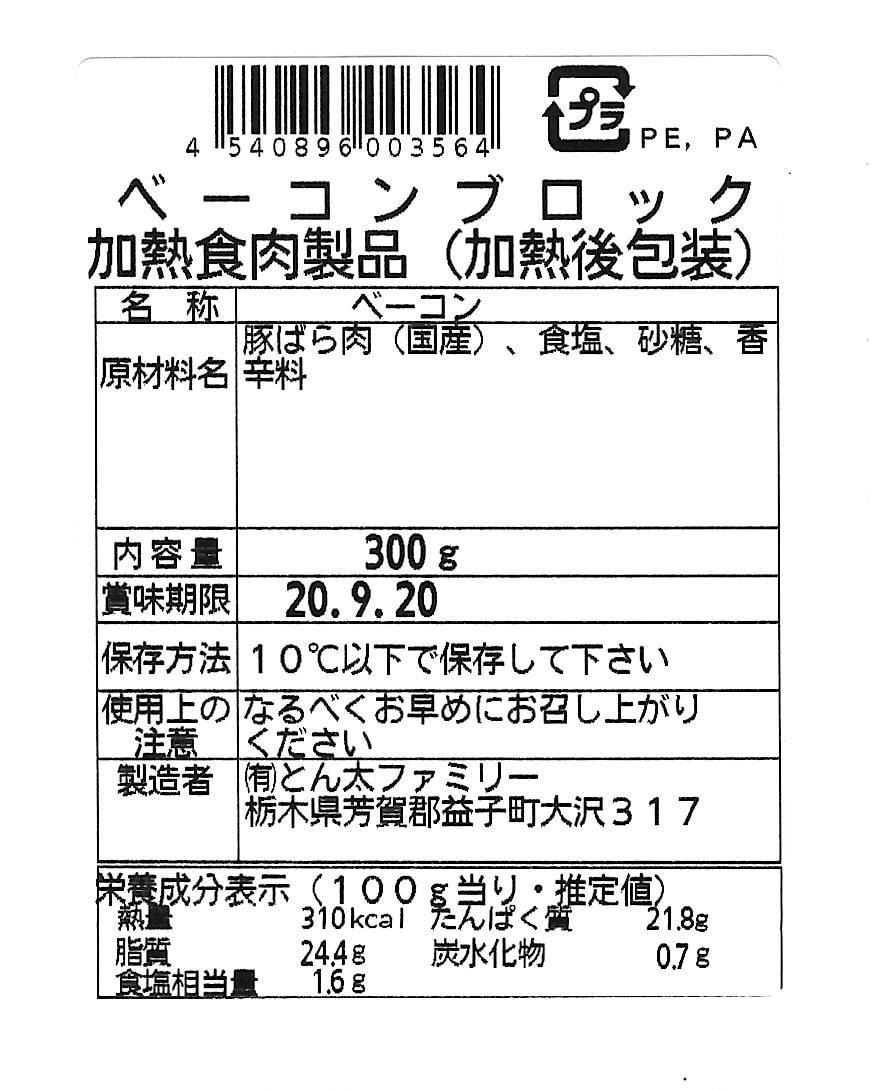 4 540896 003564
プラ
PE, PA
ベーコンブロック
加熱食肉製品（加熱後包装）
名 称 ベーコン
原材料名 豚ばら肉（国産）、食塩、砂糖、香
辛料
内容量 300g
賞味期限 20.9.20
保存方法 10℃以下で保存して下さい
使用上の注意 なるべくお早めにお召し上がり
ください
製造者 ㈲とん太ファミリー
栃木県芳賀郡益子町大沢317
栄養成分表示（100g当り・推定値）
熱量 310kcal たんぱく質 21.8g
脂質 24.4g 炭水化物 0.7g
食塩相当量 1.6g